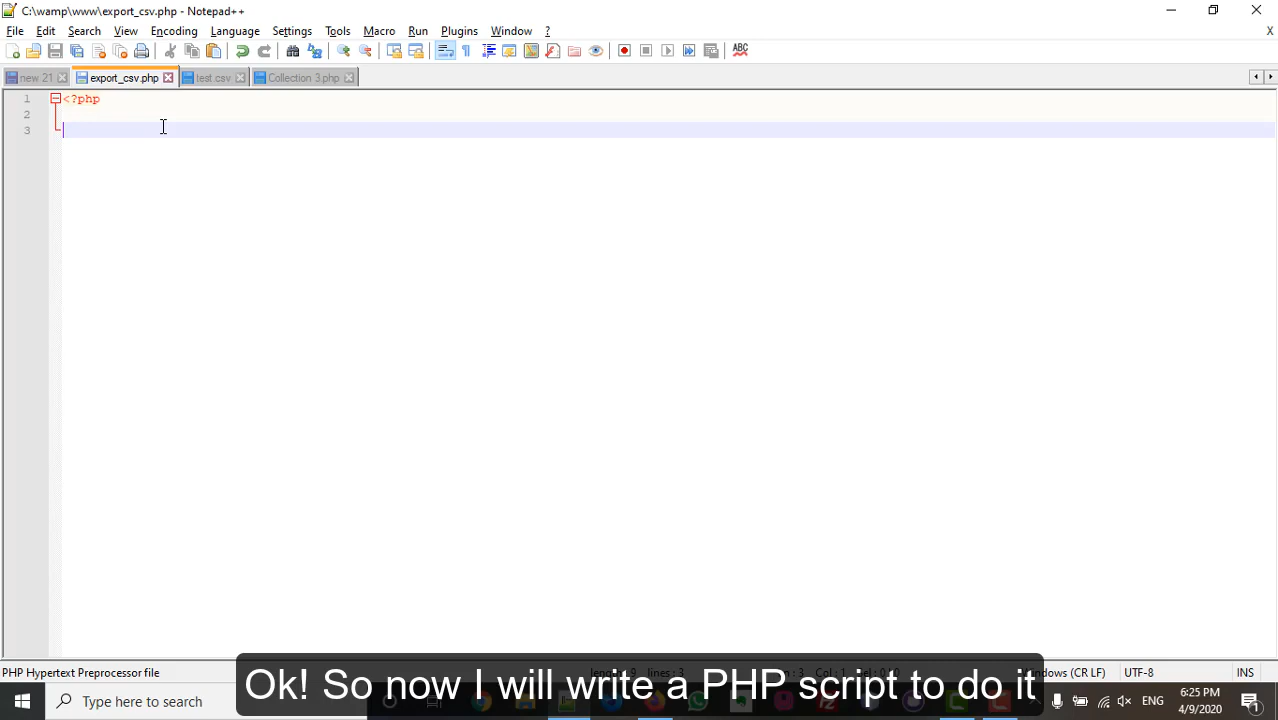 C:\wamp\www\export_csv.php - Notepad++
File Edit Search View Encoding Language Settings Tools Macro Run Plugins Window ? X
new 21 export_csv.php test.csv Collection 3.php
1 <?php
2
3
PHP Hypertext Preprocessor file lines: 3 Windows (CR LF) UTF-8 INS
Ok! So now I will write a PHP script to do it
Type here to search ENG 6:25 PM
4/9/2020